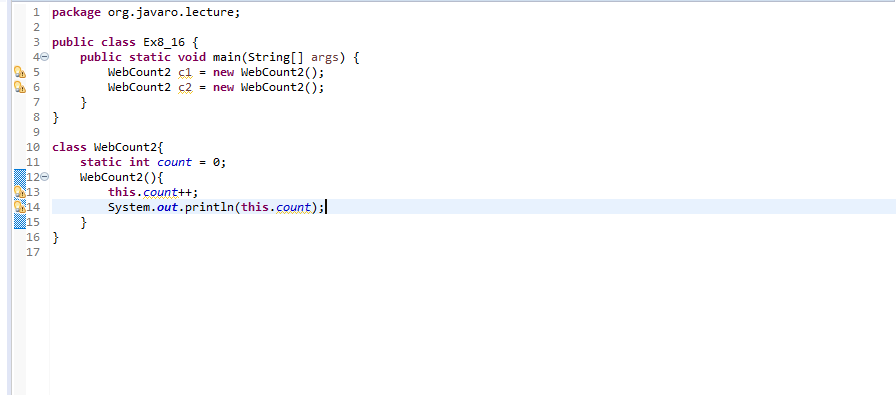 1 package org.javaro.lecture;
2
3 public class Ex8_16 {
4 public static void main(String[] args) {
5 WebCount2 c1 = new WebCount2();
6 WebCount2 c2 = new WebCount2();
7 }
8 }
9
10 class WebCount2{
11 static int count = 0;
12 WebCount2(){
13 this.count++;
14 System.out.println(this.count);
15 }
16 }
17